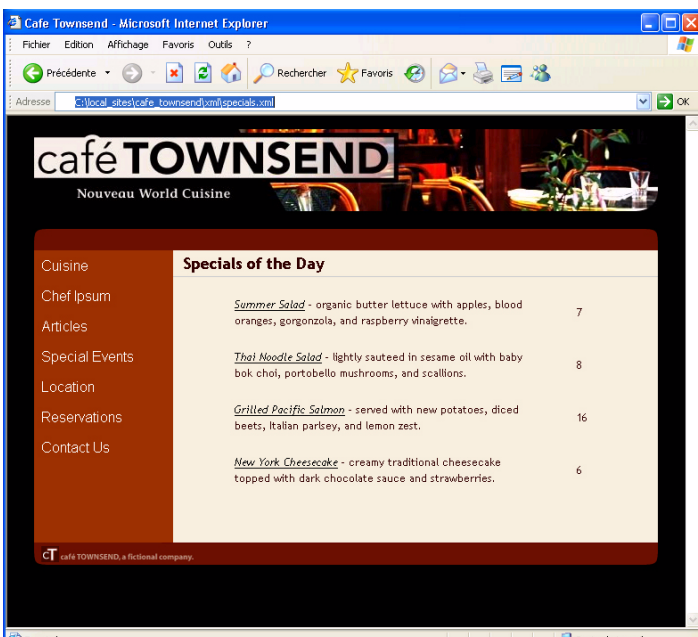 Cafe Townsend - Microsoft Internet Explorer
Fichier Edition Affichage Favoris Outils ?
Précédente Rechercher Favoris
Adresse C:\local_sites\cafe_townsend\xml\specials.xml OK
café TOWNSEND
Nouveau World Cuisine
Cuisine
Chef Ipsum
Articles
Special Events
Location
Reservations
Contact Us
Specials of the Day
Summer Salad - organic butter lettuce with apples, blood
oranges, gorgonzola, and raspberry vinaigrette.
7
Thai Noodle Salad - lightly sauteed in sesame oil with baby
bok choi, portobello mushrooms, and scallions.
8
Grilled Pacific Salmon - served with new potatoes, diced
beets, Italian parlsey, and lemon zest.
16
New York Cheesecake - creamy traditional cheesecake
topped with dark chocolate sauce and strawberries.
6
cT café TOWNSEND, a fictional company.